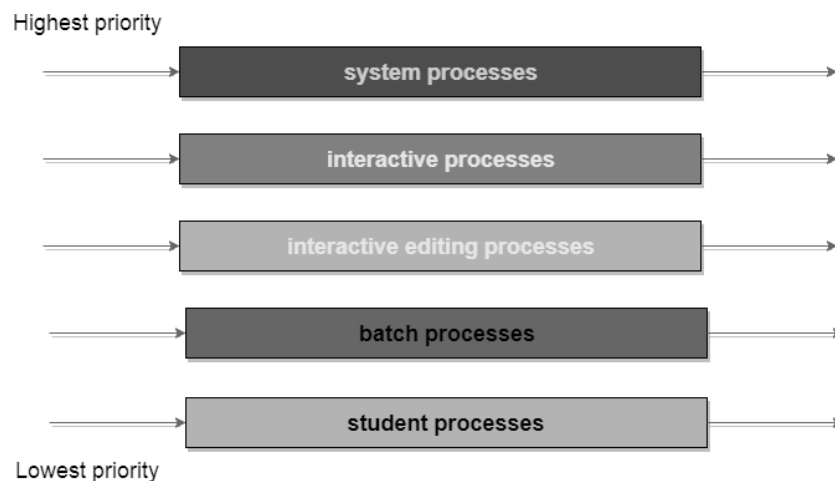 Highest priority
system processes
interactive processes
interactive editing processes
batch processes
student processes
Lowest priority